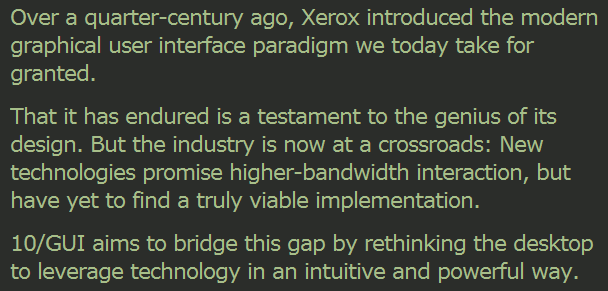 Over a quarter-century ago, Xerox introduced the modern
graphical user interface paradigm we today take for
granted.
That it has endured is a testament to the genius of its
design. But the industry is now at a crossroads: New
technologies promise higher-bandwidth interaction, but
have yet to find a truly viable implementation.
10/GUI aims to bridge this gap by rethinking the desktop
to leverage technology in an intuitive and powerful way.